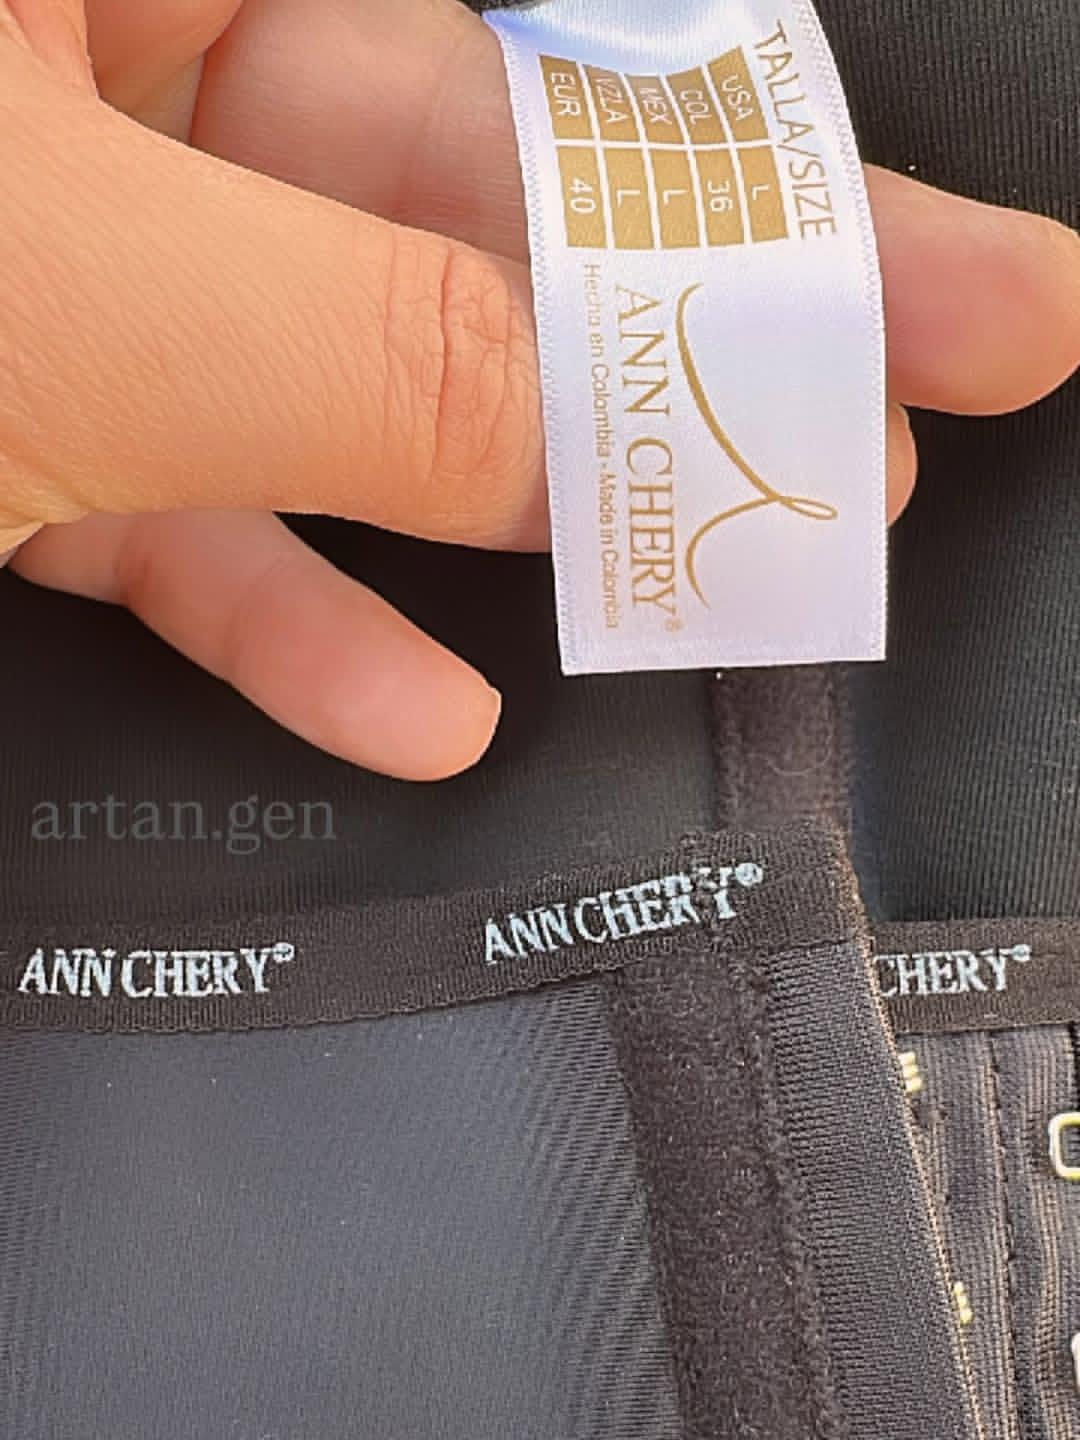 TALLA/SIZE
USA L
COL 36
MEX L
VZLA L
EUR 40
ANN CHERY®
Hecha en Colombia - Made in Colombia
artan.gen
ANN CHERY®
ANN CHERY®
CHERY®